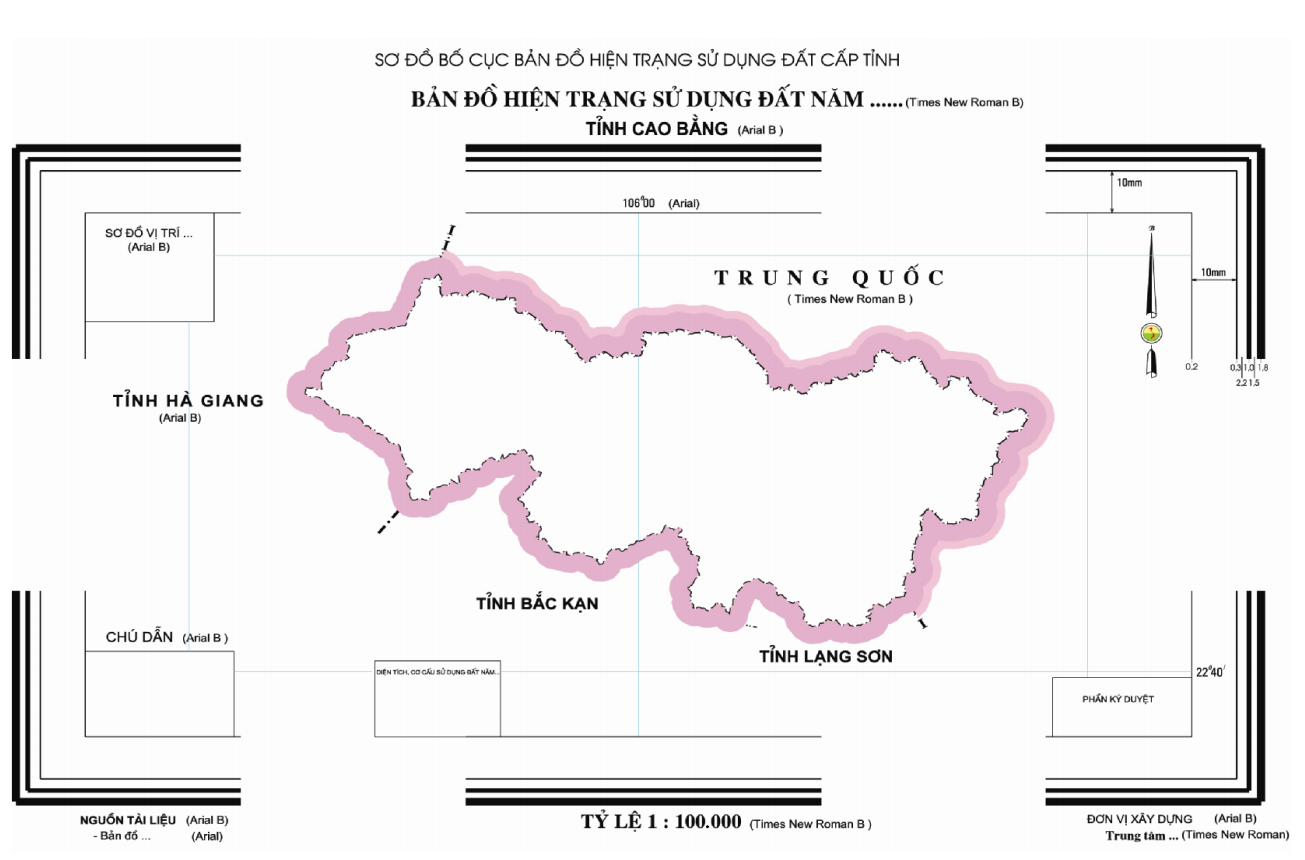 SƠ ĐỒ BỐ CỤC BẢN ĐỒ HIỆN TRẠNG SỬ DỤNG ĐẤT CẤP TỈNH
BẢN ĐỒ HIỆN TRẠNG SỬ DỤNG ĐẤT NĂM ...... (Times New Roman B)
TỈNH CAO BẰNG (Arial B )
10mm
106°00 (Arial)
SƠ ĐỒ VỊ TRÍ ...
(Arial B)
B
TRUNG QUỐC
( Times New Roman B )
10mm
0,2 0,3 1,0 1,8
2,2 1,5
TỈNH HÀ GIANG
(Arial B)
TỈNH BẮC KẠN
CHÚ DẪN (Arial B )
TỈNH LẠNG SƠN
DIỆN TÍCH, CƠ CẤU SỬ DỤNG ĐẤT NĂM...
22°40'
PHẦN KÝ DUYỆT
NGUỒN TÀI LIỆU (Arial B)
- Bản đồ ... (Arial)
TỶ LỆ 1 : 100.000 (Times New Roman B )
ĐƠN VỊ XÂY DỰNG (Arial B)
Trung tâm ... (Times New Roman)